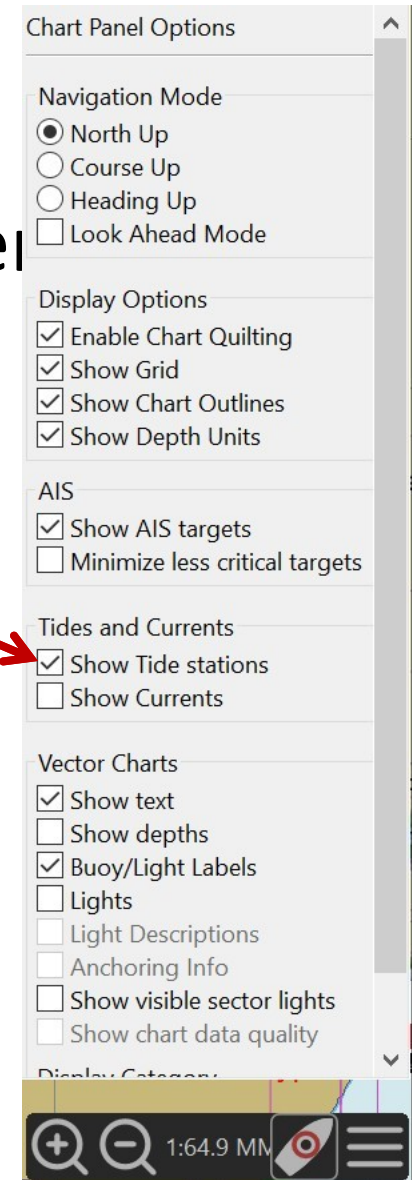 Chart Panel Options
Navigation Mode
North Up
Course Up
Heading Up
Look Ahead Mode
Display Options
Enable Chart Quilting
Show Grid
Show Chart Outlines
Show Depth Units
AIS
Show AIS targets
Minimize less critical targets
Tides and Currents
Show Tide stations
Show Currents
Vector Charts
Show text
Show depths
Buoy/Light Labels
Lights
Light Descriptions
Anchoring Info
Show visible sector lights
Show chart data quality
Display Category
1:64.9 MM